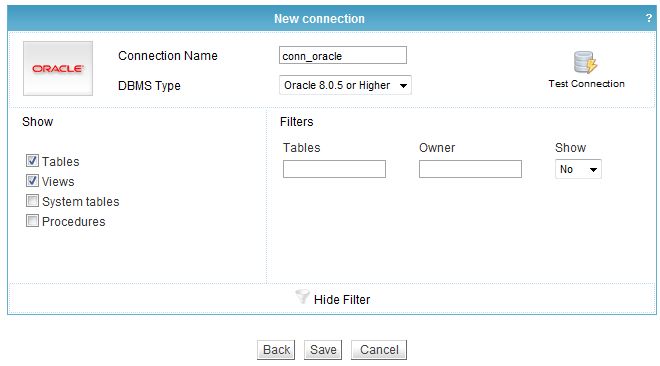 New connection ?
ORACLE
Connection Name conn_oracle
DBMS Type Oracle 8.0.5 or Higher
Test Connection
Show
Tables
Views
System tables
Procedures
Filters
Tables Owner Show
No
Hide Filter
Back Save Cancel